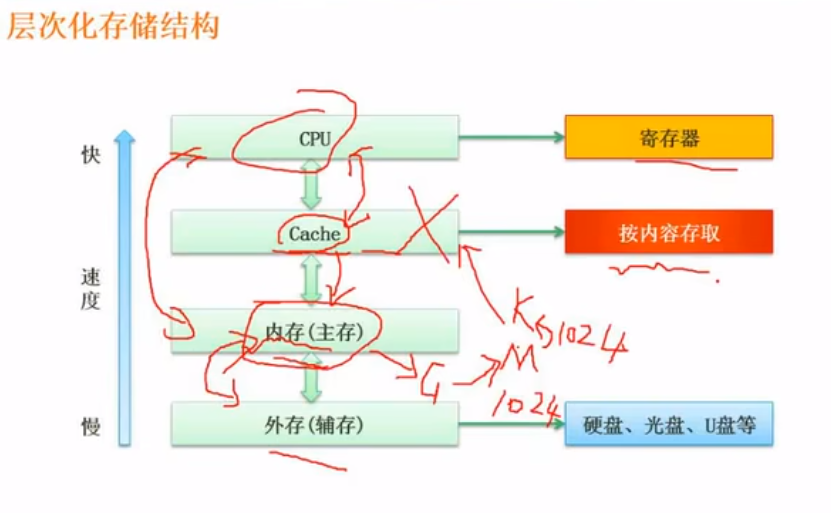 层次化存储结构
快
CPU
寄存器
Cache
按内容存取
速度
K 1024
内存(主存)
G
M
1024
慢
外存(辅存)
硬盘、光盘、U盘等